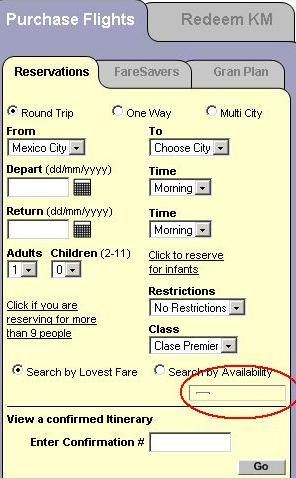 Purchase Flights Redeem KM
Reservations FareSavers Gran Plan
Round Trip One Way Multi City
From To
Mexico City Choose City
Depart (dd/mm/yyyy) Time
Morning
Return (dd/mm/yyyy) Time
Morning
Adults Children (2-11) Click to reserve
1 0 for infants
Restrictions
Click if you are No Restrictions
reserving for more
than 9 people Class
Clase Premier
Search by Lovest Fare Search by Availability
View a confirmed Itinerary
Enter Confirmation #
Go